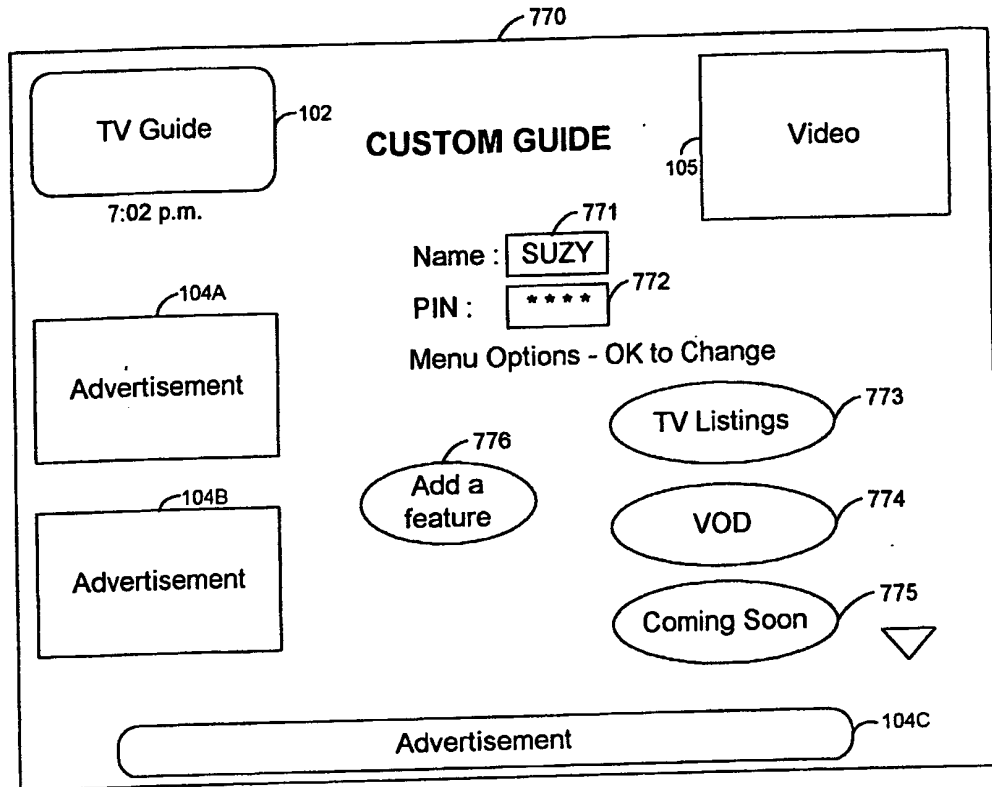 770
TV Guide
102
CUSTOM GUIDE
105
Video
7:02 p.m.
771
Name : SUZY
772
PIN : ****
Menu Options - OK to Change
104A
Advertisement
773
TV Listings
776
Add a
feature
104B
Advertisement
774
VOD
775
Coming Soon
104C
Advertisement